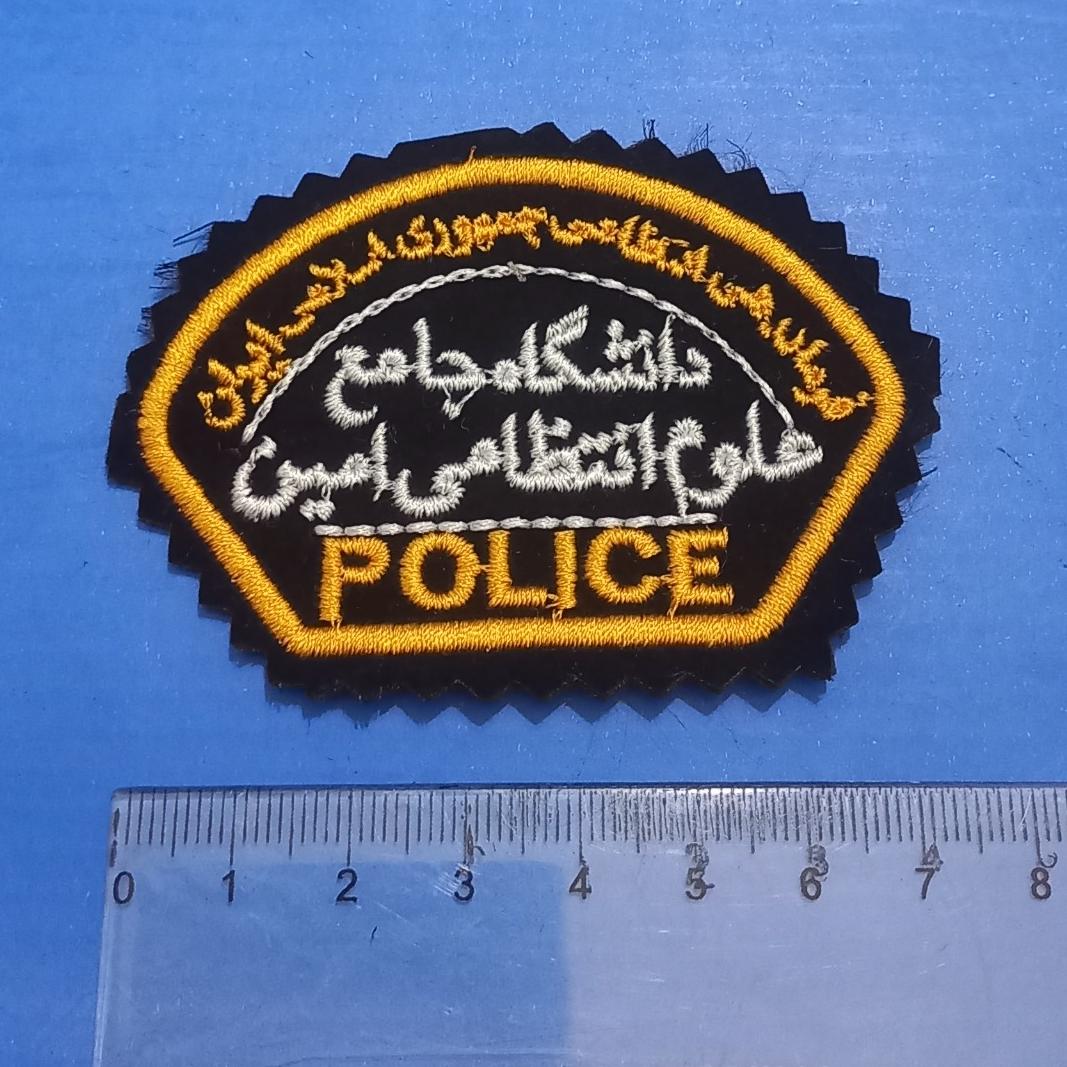 فرماندهی انتظامی جمهوری اسلامی ایران
دانشگاه جامع
علوم انتظامی امین
POLICE
0 1 2 3 4 5 6 7 8